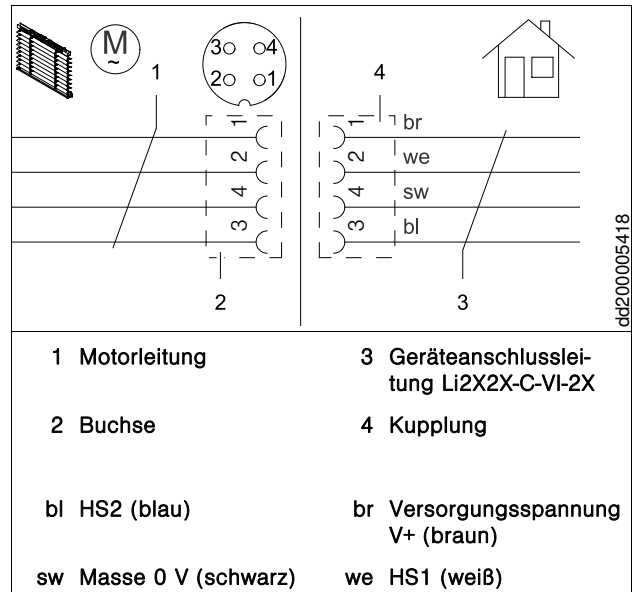 M
~
3 4
2 1
1
4
1 br
2 we
4 sw
3 bl
1
2
4
3
2
3
dd200005418
1 Motorleitung
3 Geräteanschlusslei-
tung Li2X2X-C-VI-2X
2 Buchse
4 Kupplung
bl HS2 (blau)
br Versorgungsspannung
V+ (braun)
sw Masse 0 V (schwarz)
we HS1 (weiß)